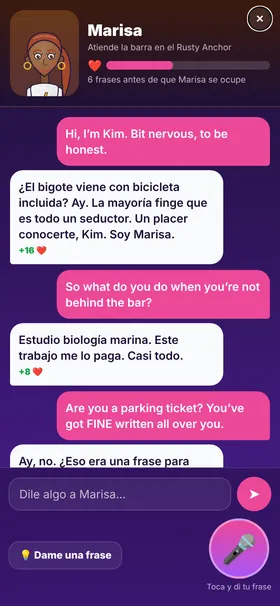 Marisa
Atiende la barra en el Rusty Anchor
6 frases antes de que Marisa se ocupe
Hi, I'm Kim. Bit nervous, to be
honest.
¿El bigote viene con bicicleta
incluida? Ay. La mayoría finge que
es todo un seductor. Un placer
conocerte, Kim. Soy Marisa.
+16 ❤️
So what do you do when you're not
behind the bar?
Estudio biología marina. Este
trabajo me lo paga. Casi todo.
+8 ❤️
Are you a parking ticket? You've
got FINE written all over you.
Ay, no. ¿Eso era una frase para
Dile algo a Marisa...
💡 Dame una frase
Toca y di tu frase